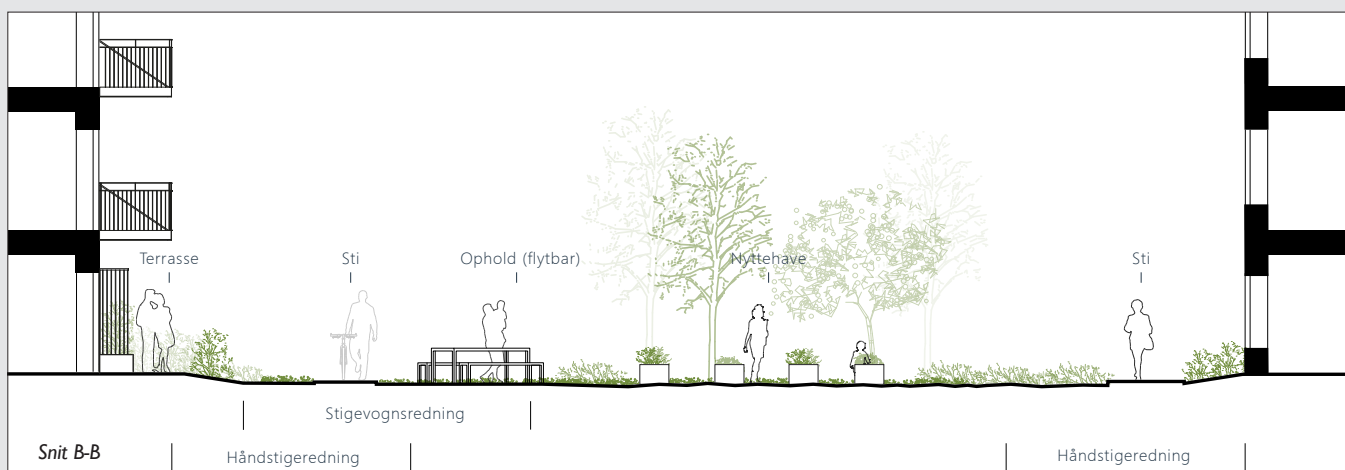 Terrasse
Sti
Ophold (flytbar)
Nyttehave
Sti
Stigevognsredning
Snit B-B
Håndstigeredning
Håndstigeredning